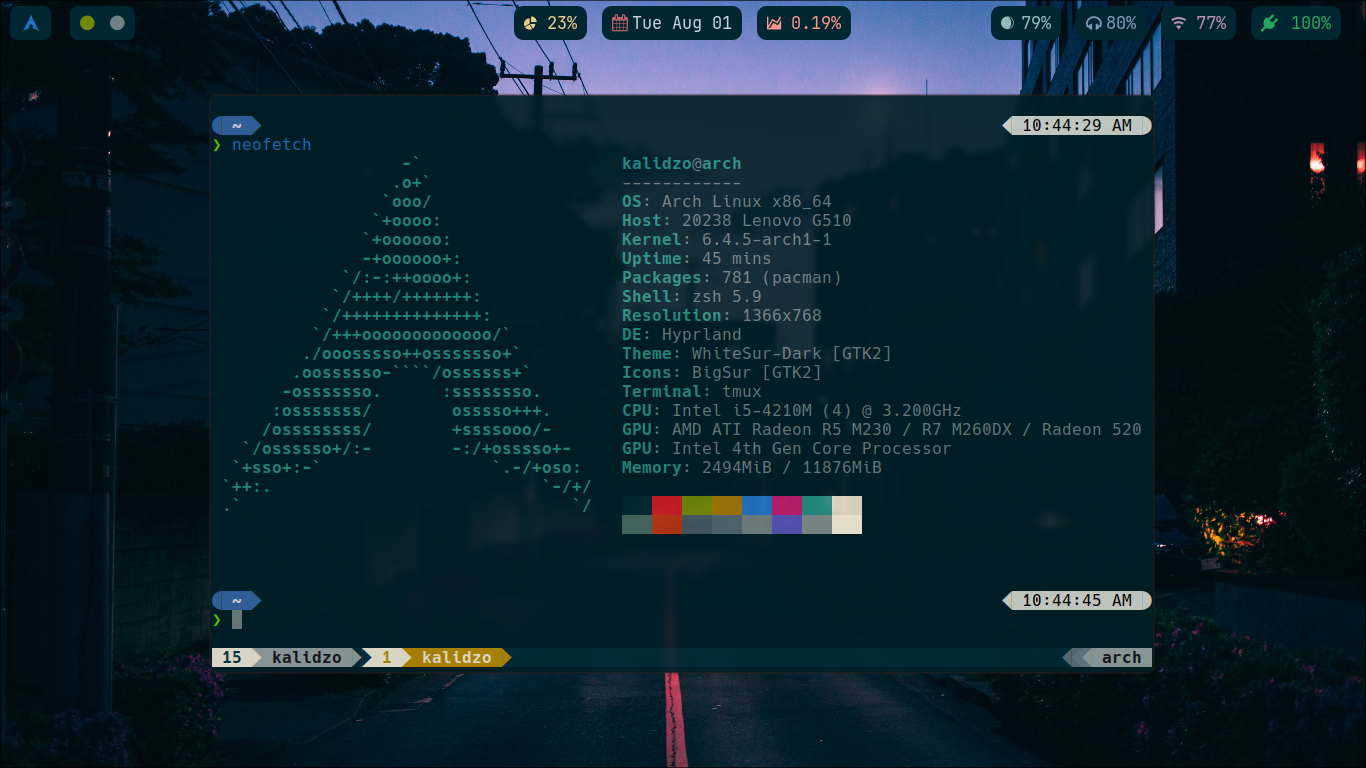 23% Tue Aug 01 0.19% 79% 80% 77% 100%
~ 10:44:29 AM
❯ neofetch
-`
.o+`
`ooo/
`+oooo:
`+oooooo:
-+oooooo+:
`/:-:++oooo+:
`/++++/+++++++:
`/++++++++++++++:
`/+++ooooooooooooo/`
./ooosssso++osssssso+`
.oossssso-````/ossssss+`
-osssssso. :ssssssso.
:osssssss/ osssso+++.
/ossssssss/ +ssssooo/-
`/ossssso+/:- -:/+osssso+-
`+sso+:-` `.-/+oso:
`++:. `-/+/
.` `/
kalidzo@arch
------------
OS: Arch Linux x86_64
Host: 20238 Lenovo G510
Kernel: 6.4.5-arch1-1
Uptime: 45 mins
Packages: 781 (pacman)
Shell: zsh 5.9
Resolution: 1366x768
DE: Hyprland
Theme: WhiteSur-Dark [GTK2]
Icons: BigSur [GTK2]
Terminal: tmux
CPU: Intel i5-4210M (4) @ 3.200GHz
GPU: AMD ATI Radeon R5 M230 / R7 M260DX / Radeon 520
GPU: Intel 4th Gen Core Processor
Memory: 2494MiB / 11876MiB
~ 10:44:45 AM
❯
15 kalidzo 1 kalidzo arch